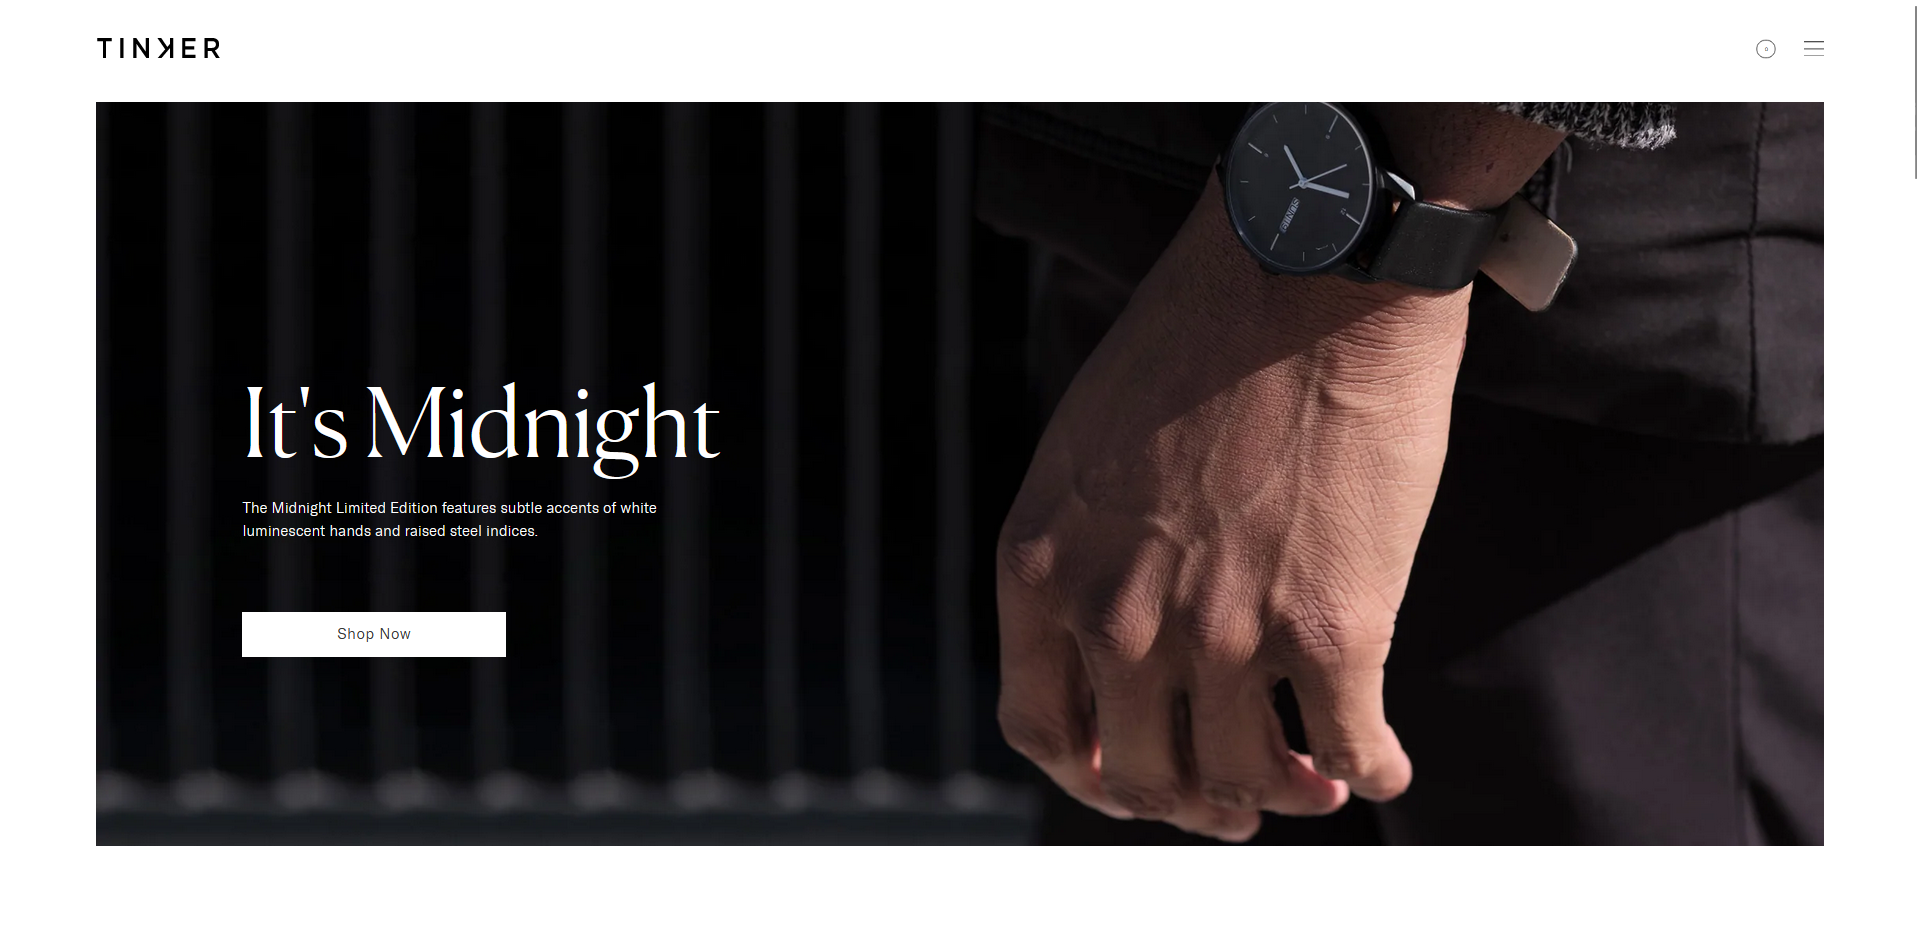 TINKER
0
It's Midnight
The Midnight Limited Edition features subtle accents of white
luminescent hands and raised steel indices.
Shop Now